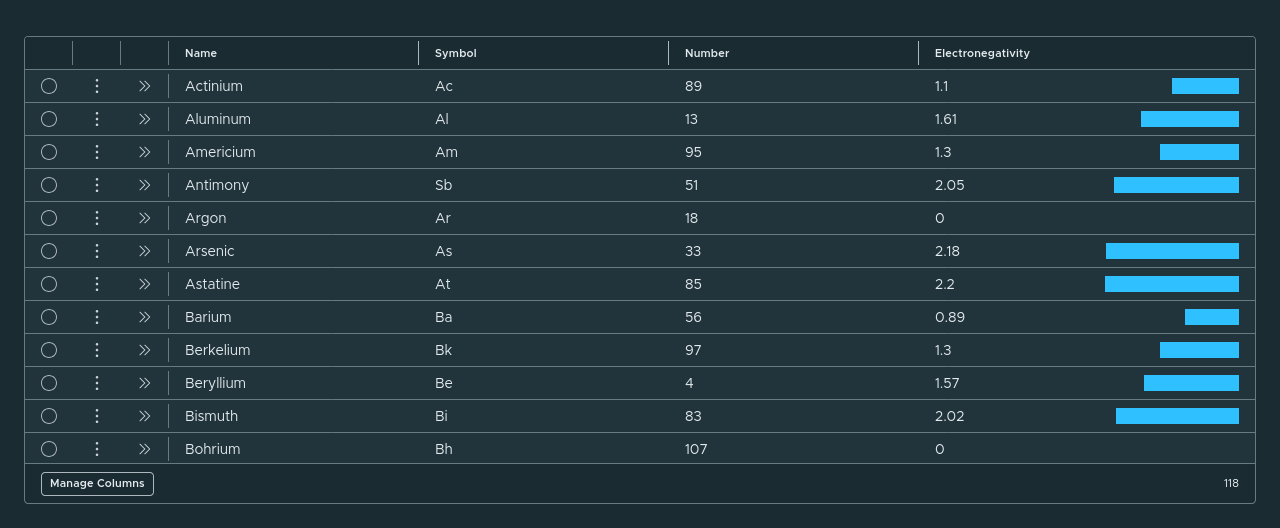 Name Symbol Number Electronegativity
Actinium Ac 89 1.1
Aluminum Al 13 1.61
Americium Am 95 1.3
Antimony Sb 51 2.05
Argon Ar 18 0
Arsenic As 33 2.18
Astatine At 85 2.2
Barium Ba 56 0.89
Berkelium Bk 97 1.3
Beryllium Be 4 1.57
Bismuth Bi 83 2.02
Bohrium Bh 107 0
Manage Columns 118